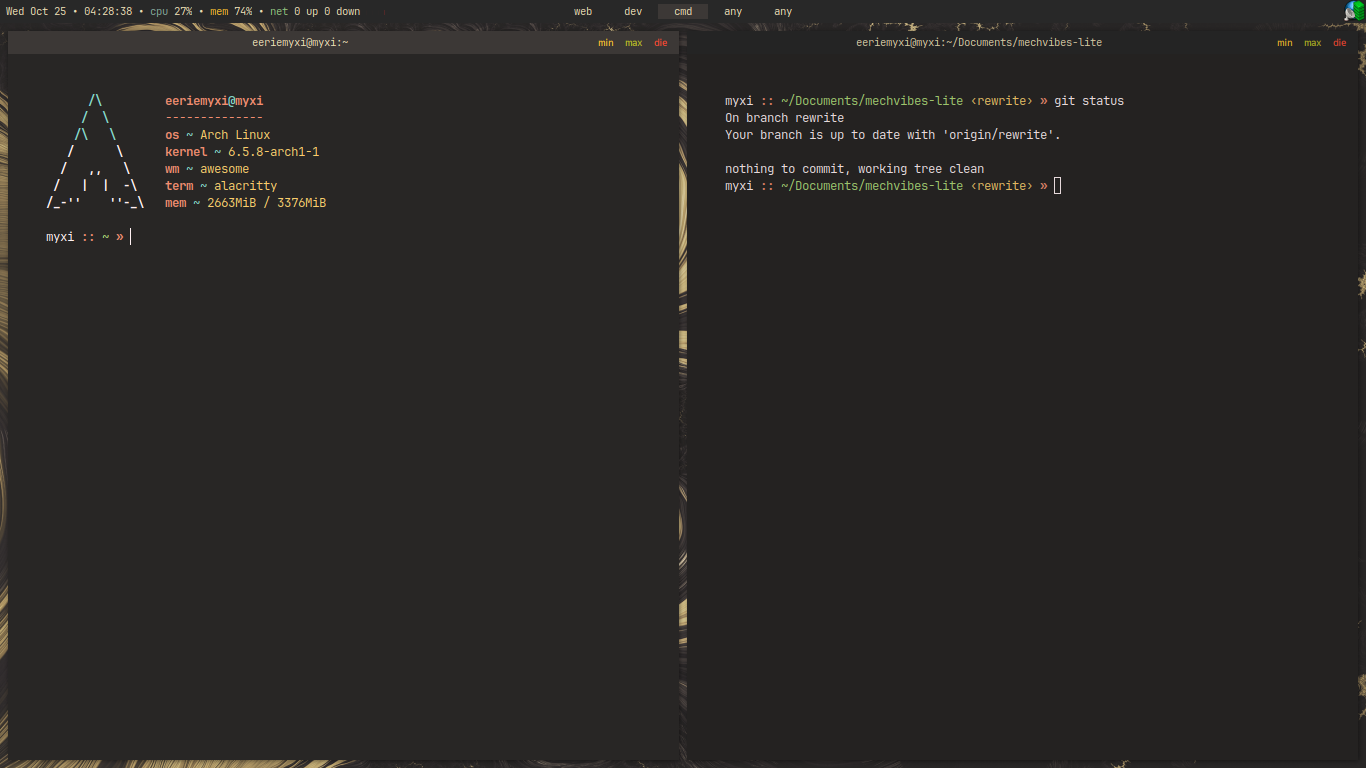 Wed Oct 25 • 04:28:38 • cpu 27% • mem 74% • net 0 up 0 down
web dev cmd any any
eeriemyxi@myxi:~ min max die
/\ eeriemyxi@myxi
/  \ --------------
/\   \ os ~ Arch Linux
/      \ kernel ~ 6.5.8-arch1-1
/   ,,   \ wm ~ awesome
/   |  |  -\ term ~ alacritty
/_-''    ''-_\ mem ~ 2663MiB / 3376MiB
myxi :: ~ »
eeriemyxi@myxi:~/Documents/mechvibes-lite min max die
myxi :: ~/Documents/mechvibes-lite ‹rewrite› » git status
On branch rewrite
Your branch is up to date with 'origin/rewrite'.
nothing to commit, working tree clean
myxi :: ~/Documents/mechvibes-lite ‹rewrite› »